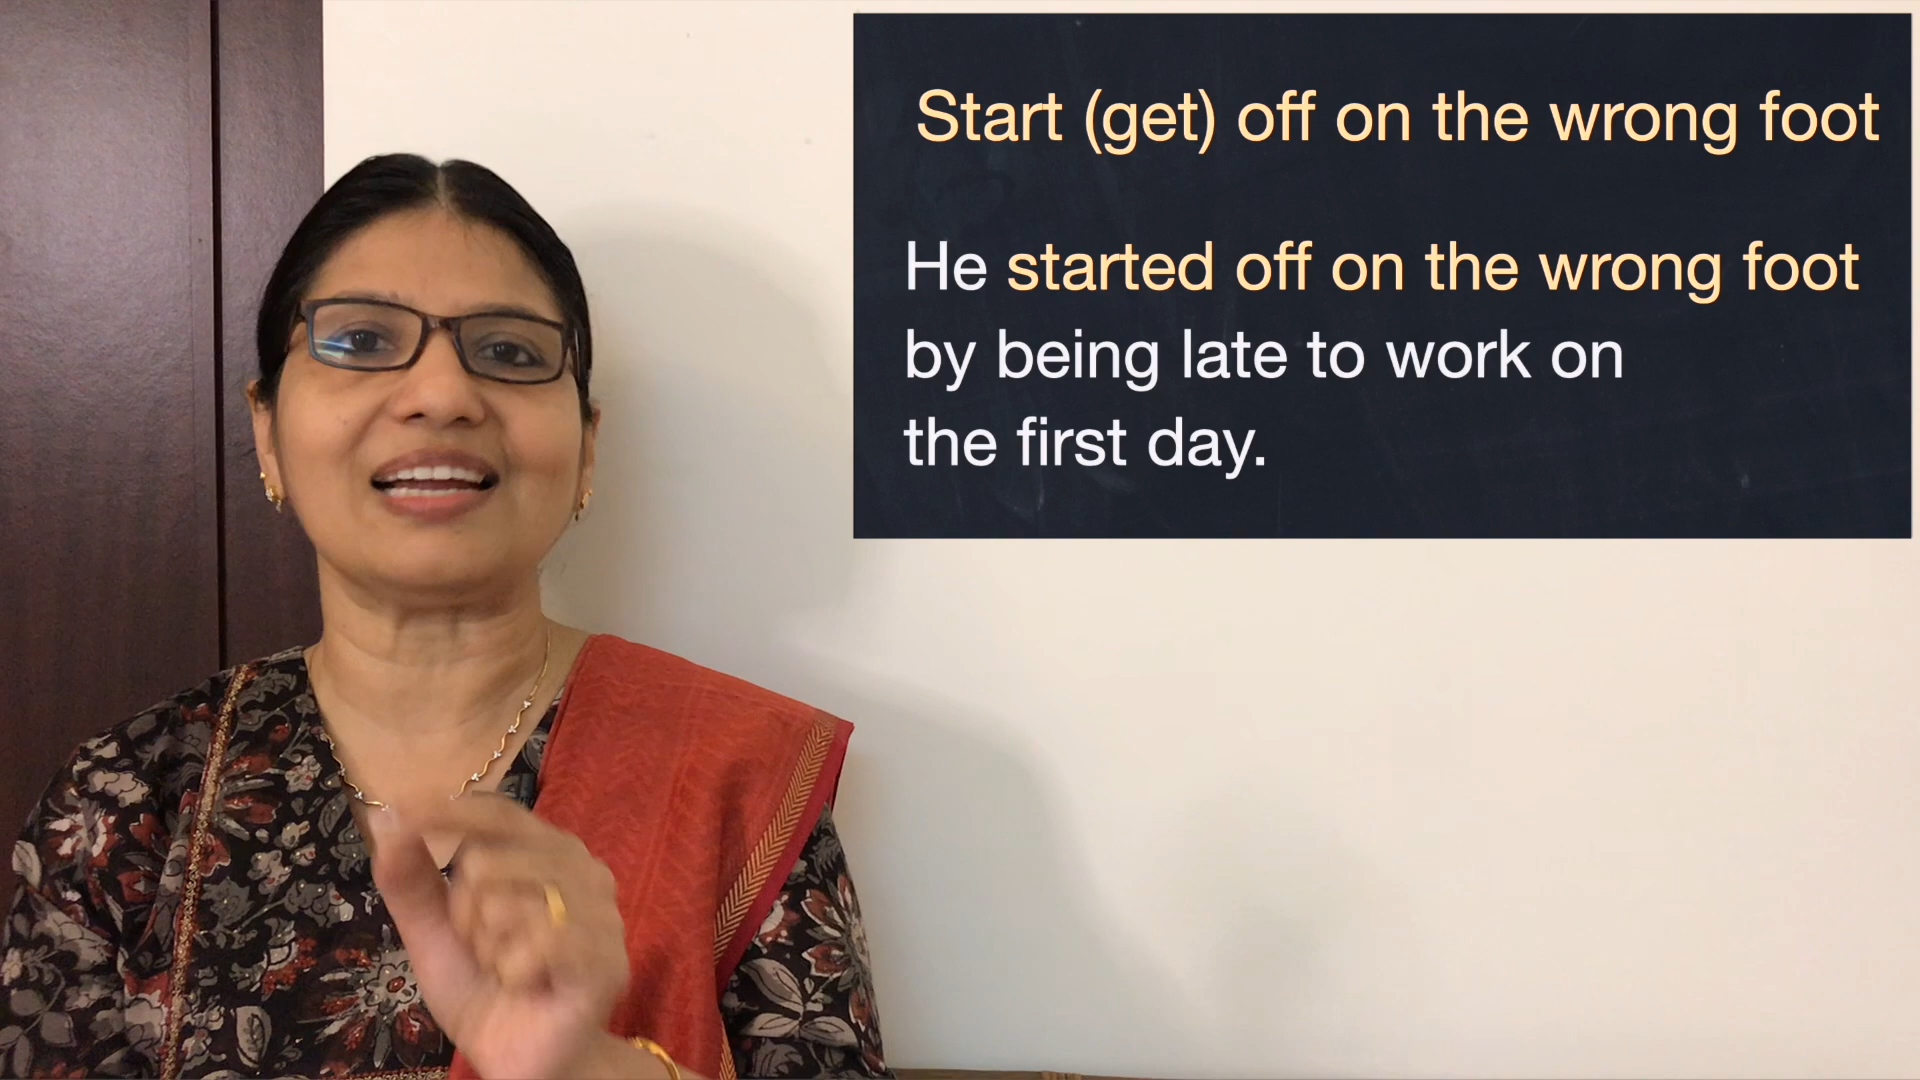 Start (get) off on the wrong foot
He started off on the wrong foot
by being late to work on
the first day.